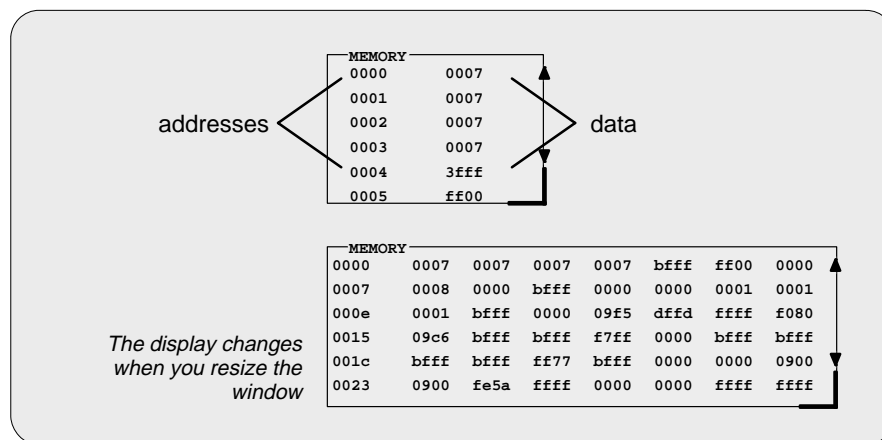 MEMORY
0000 0007
0001 0007
addresses
0002 0007
data
0003 0007
0004 3fff
0005 ff00
MEMORY
0000 0007 0007 0007 0007 bfff ff00 0000
0007 0008 0000 bfff 0000 0000 0001 0001
000e 0001 bfff 0000 09f5 dffd ffff f080
0015 09c6 bfff bfff f7ff 0000 bfff bfff
001c bfff bfff ff77 bfff 0000 0000 0900
0023 0900 fe5a ffff 0000 0000 ffff ffff
The display changes
when you resize the
window